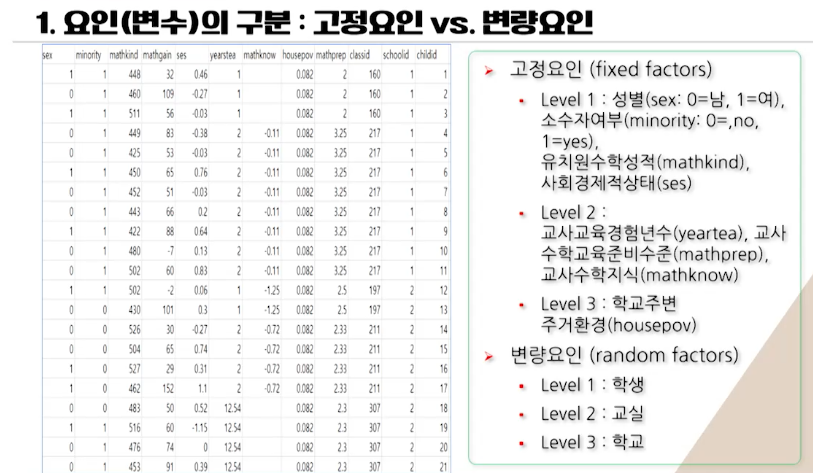 1. 요인(변수)의 구분 : 고정요인 vs. 변량요인
sex minority mathkind mathgain ses yearstea mathknow housepov mathprep classid schoolid childid
1 1 448 32 0.46 1 0.082 2 160 1 1
0 1 460 109 -0.27 1 0.082 2 160 1 2
1 1 511 56 -0.03 1 0.082 2 160 1 3
0 1 449 83 -0.38 2 -0.11 0.082 3.25 217 1 4
0 1 425 53 -0.03 2 -0.11 0.082 3.25 217 1 5
1 1 450 65 0.76 2 -0.11 0.082 3.25 217 1 6
0 1 452 51 -0.03 2 -0.11 0.082 3.25 217 1 7
0 1 443 66 0.2 2 -0.11 0.082 3.25 217 1 8
1 1 422 88 0.64 2 -0.11 0.082 3.25 217 1 9
0 1 480 -7 0.13 2 -0.11 0.082 3.25 217 1 10
0 1 502 60 0.83 2 -0.11 0.082 3.25 217 1 11
1 1 502 -2 0.06 1 -1.25 0.082 2.5 197 2 12
0 0 430 101 0.3 1 -1.25 0.082 2.5 197 2 13
0 0 526 30 -0.27 2 -0.72 0.082 2.33 211 2 14
0 0 504 65 0.74 2 -0.72 0.082 2.33 211 2 15
1 0 527 29 0.31 2 -0.72 0.082 2.33 211 2 16
1 0 462 152 1.1 2 -0.72 0.082 2.33 211 2 17
0 0 483 50 0.52 12.54 0.082 2.3 307 2 18
1 1 516 60 -1.15 12.54 0.082 2.3 307 2 19
0 1 476 74 0 12.54 0.082 2.3 307 2 20
0 1 453 91 0.39 12.54 0.082 2.3 307 2 21
고정요인 (fixed factors)
Level 1 : 성별(sex: 0=남, 1=여),
소수자여부(minority: 0=,no,
1=yes),
유치원수학성적(mathkind),
사회경제적상태(ses)
Level 2 :
교사교육경험년수(yeartea), 교사
수학교육준비수준(mathprep),
교사수학지식(mathknow)
Level 3 : 학교주변
주거환경(housepov)
변량요인 (random factors)
Level 1 : 학생
Level 2 : 교실
Level 3 : 학교